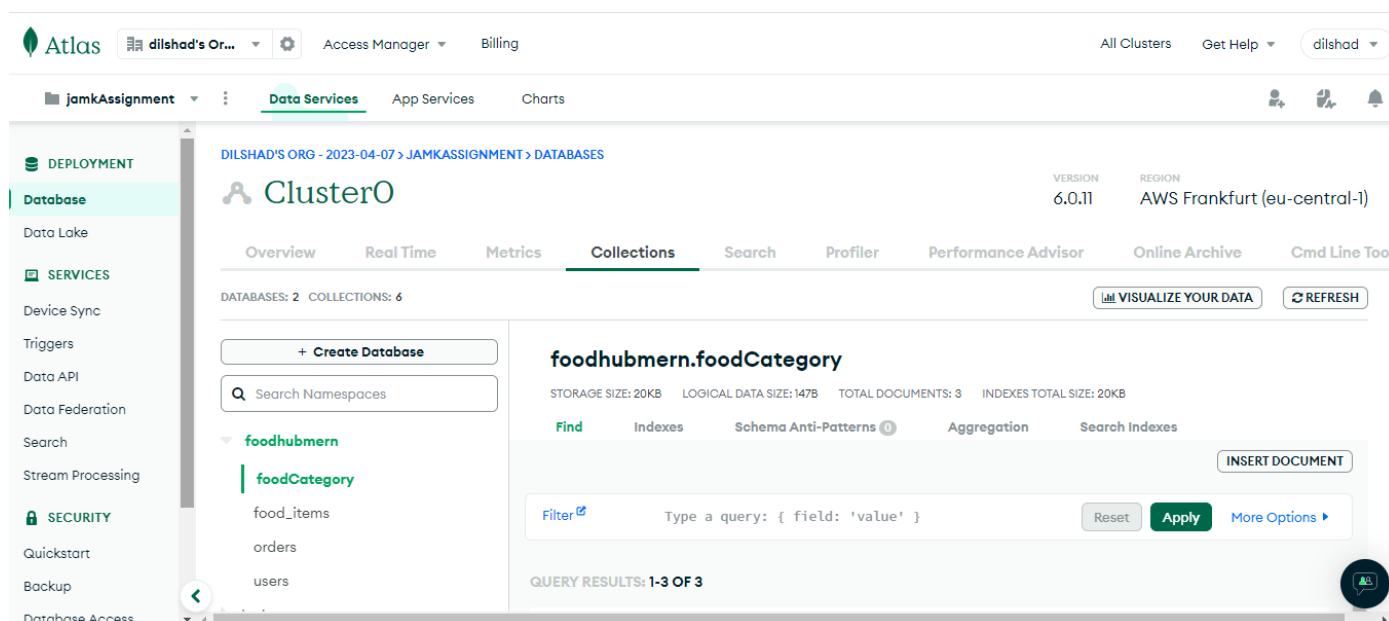 Atlas
dilshad's Or...
Access Manager
Billing
All Clusters
Get Help
dilshad
jamkAssignment
Data Services
App Services
Charts
DEPLOYMENT
Database
Data Lake
SERVICES
Device Sync
Triggers
Data API
Data Federation
Search
Stream Processing
SECURITY
Quickstart
Backup
Database Access
DILSHAD'S ORG - 2023-04-07 > JAMKASSIGNMENT > DATABASES
Cluster0
VERSION
6.0.11
REGION
AWS Frankfurt (eu-central-1)
Overview
Real Time
Metrics
Collections
Search
Profiler
Performance Advisor
Online Archive
Cmd Line Too
DATABASES: 2 COLLECTIONS: 6
VISUALIZE YOUR DATA
REFRESH
+ Create Database
Search Namespaces
foodhubmern
foodCategory
food_items
orders
users
foodhubmern.foodCategory
STORAGE SIZE: 20KB LOGICAL DATA SIZE: 147B TOTAL DOCUMENTS: 3 INDEXES TOTAL SIZE: 20KB
Find
Indexes
Schema Anti-Patterns 0
Aggregation
Search Indexes
INSERT DOCUMENT
Filter
Type a query: { field: 'value' }
Reset
Apply
More Options
QUERY RESULTS: 1-3 OF 3